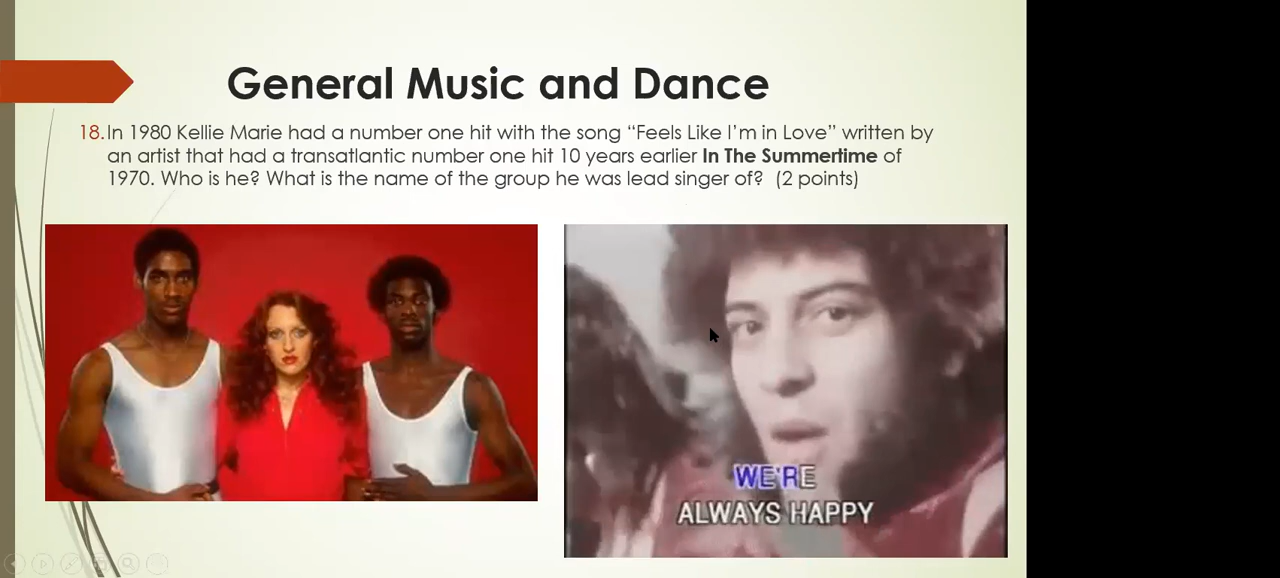 General Music and Dance
18. In 1980 Kellie Marie had a number one hit with the song “Feels Like I’m in Love” written by
an artist that had a transatlantic number one hit 10 years earlier In The Summertime of
1970. Who is he? What is the name of the group he was lead singer of? (2 points)
WE'RE
ALWAYS HAPPY